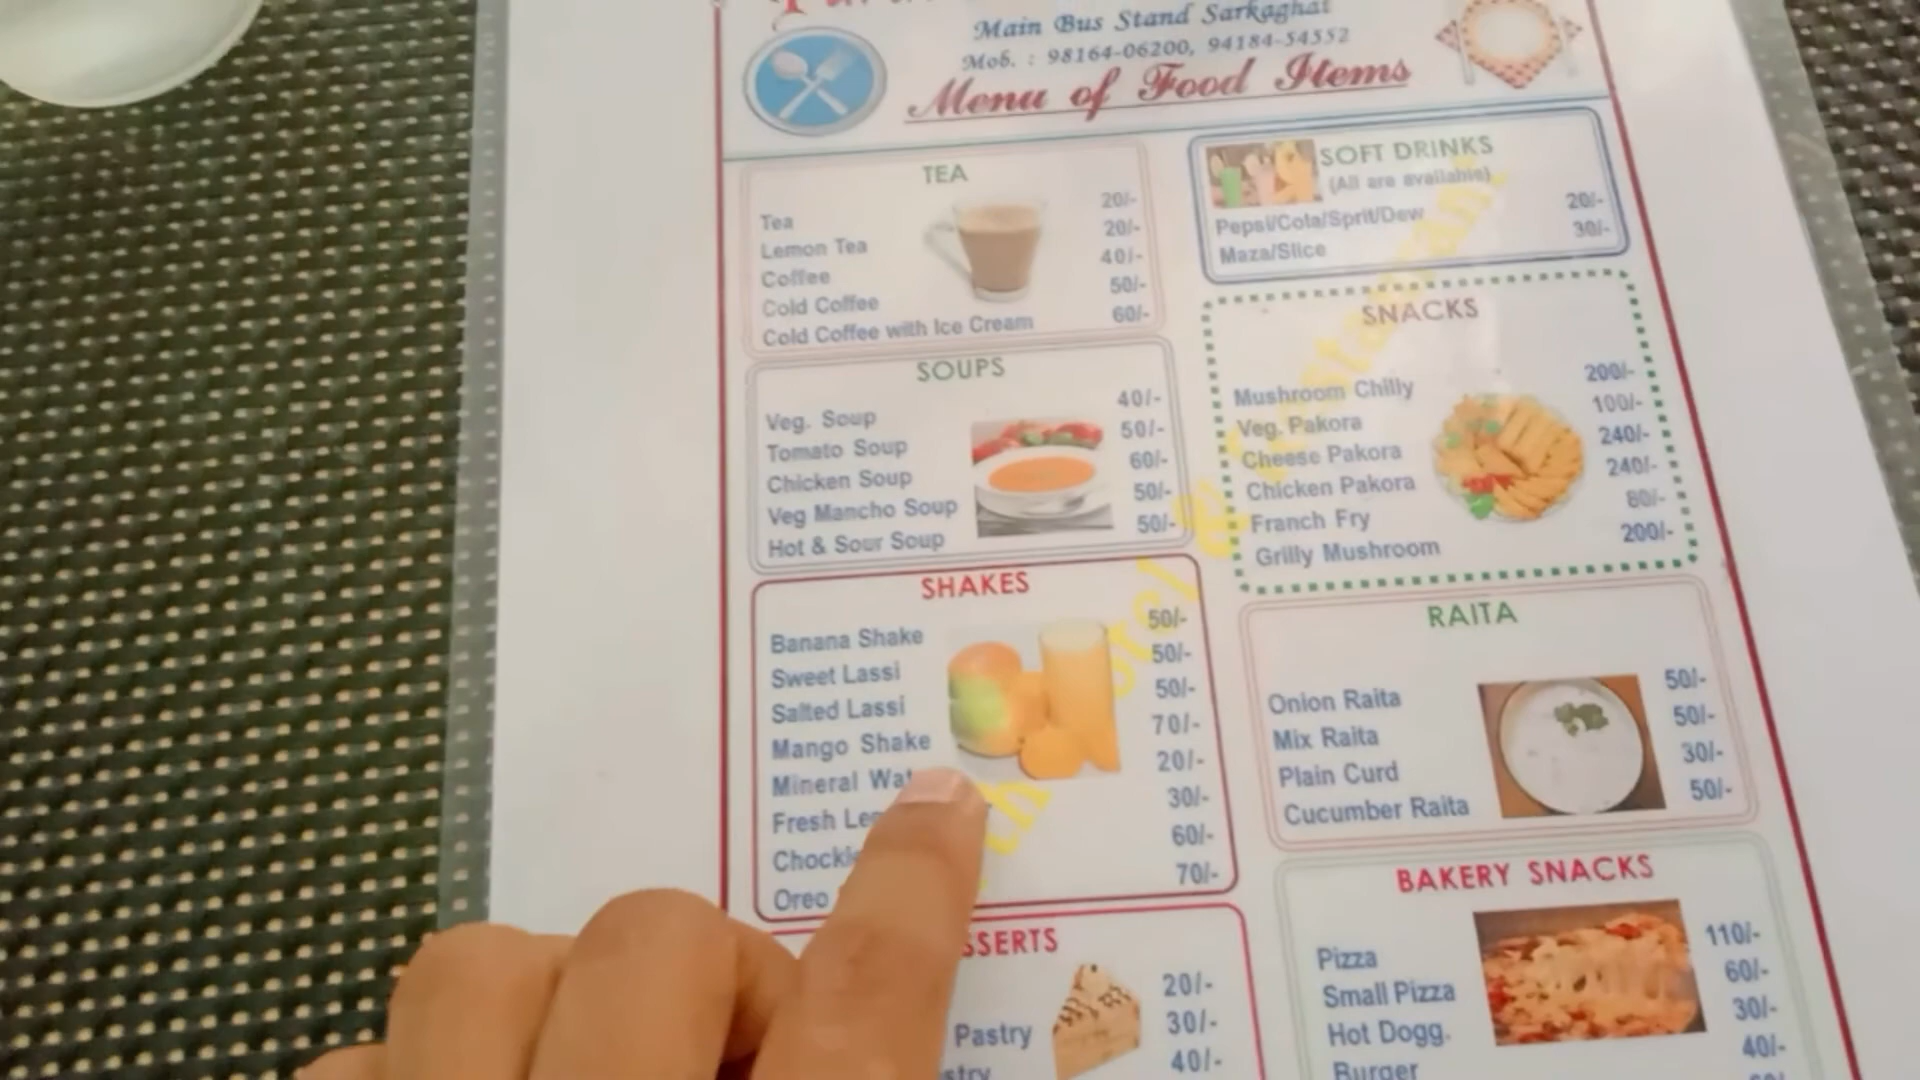 Main Bus Stand Sarkaghat
Mob. : 98164-06200, 94184-54552
Menu of Food Items
TEA
Tea 20/-
Lemon Tea 20/-
Coffee 40/-
Cold Coffee 50/-
Cold Coffee with Ice Cream 60/-
SOUPS
Veg. Soup 40/-
Tomato Soup 50/-
Chicken Soup 60/-
Veg Mancho Soup 50/-
Hot & Sour Soup 50/-
SHAKES
Banana Shake 50/-
Sweet Lassi 50/-
Salted Lassi 50/-
Mango Shake 70/-
Mineral 20/-
Fresh 30/-
60/-
Oreo 70/-
20/-
Pastry 30/-
40/-
SOFT DRINKS
(All are available)
Pepsi/Cola/Sprit/Dew 20/-
Maza/Slice 30/-
SNACKS
Mushroom Chilly 200/-
Veg. Pakora 100/-
Cheese Pakora 240/-
Chicken Pakora 240/-
Franch Fry 80/-
Grilly Mushroom 200/-
RAITA
Onion Raita 50/-
Mix Raita 50/-
Plain Curd 30/-
Cucumber Raita 50/-
BAKERY SNACKS
Pizza 110/-
Small Pizza 60/-
Hot Dogg. 30/-
Burger 40/-